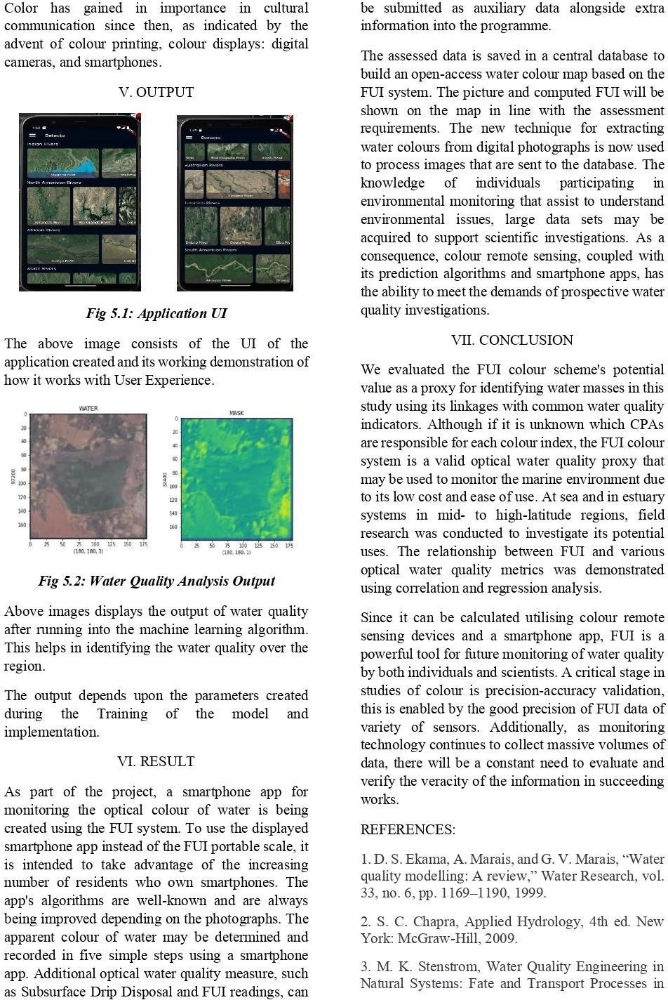 Color has gained in importance in cultural
communication since then, as indicated by the
advent of colour printing, colour displays: digital
cameras, and smartphones.
V. OUTPUT
1:42
Detecto
Indian Rivers
Meghna River
North American Rivers
Arkansas River
Rio Grande River
African Rivers
Congo River
Asian Rivers
Detecto
Brahmaputra River
Australian Rivers
Flinders River
European Rivers
Dnipro River
South American Rivers
Amazon River
Fig 5.1: Application UI
The above image consists of the UI of the
application created and its working demonstration of
how it works with User Experience.
WATER
0
20
40
60
80
100
120
140
160
97200
0 25 50 75 100 125 150 175
(180, 180, 3)
MASK
0
20
40
60
80
100
120
140
160
32400
0 25 50 75 100 125 150 175
(180, 180, 1)
Fig 5.2: Water Quality Analysis Output
Above images displays the output of water quality
after running into the machine learning algorithm.
This helps in identifying the water quality over the
region.
The output depends upon the parameters created
during the Training of the model and
implementation.
VI. RESULT
As part of the project, a smartphone app for
monitoring the optical colour of water is being
created using the FUI system. To use the displayed
smartphone app instead of the FUI portable scale, it
is intended to take advantage of the increasing
number of residents who own smartphones. The
app's algorithms are well-known and are always
being improved depending on the photographs. The
apparent colour of water may be determined and
recorded in five simple steps using a smartphone
app. Additional optical water quality measure, such
as Subsurface Drip Disposal and FUI readings, can
be submitted as auxiliary data alongside extra
information into the programme.
The assessed data is saved in a central database to
build an open-access water colour map based on the
FUI system. The picture and computed FUI will be
shown on the map in line with the assessment
requirements. The new technique for extracting
water colours from digital photographs is now used
to process images that are sent to the database. The
knowledge of individuals participating in
environmental monitoring that assist to understand
environmental issues, large data sets may be
acquired to support scientific investigations. As a
consequence, colour remote sensing, coupled with
its prediction algorithms and smartphone apps, has
the ability to meet the demands of prospective water
quality investigations.
VII. CONCLUSION
We evaluated the FUI colour scheme's potential
value as a proxy for identifying water masses in this
study using its linkages with common water quality
indicators. Although if it is unknown which CPAs
are responsible for each colour index, the FUI colour
system is a valid optical water quality proxy that
may be used to monitor the marine environment due
to its low cost and ease of use. At sea and in estuary
systems in mid- to high-latitude regions, field
research was conducted to investigate its potential
uses. The relationship between FUI and various
optical water quality metrics was demonstrated
using correlation and regression analysis.
Since it can be calculated utilising colour remote
sensing devices and a smartphone app, FUI is a
powerful tool for future monitoring of water quality
by both individuals and scientists. A critical stage in
studies of colour is precision-accuracy validation,
this is enabled by the good precision of FUI data of
variety of sensors. Additionally, as monitoring
technology continues to collect massive volumes of
data, there will be a constant need to evaluate and
verify the veracity of the information in succeeding
works.
REFERENCES:
1. D. S. Ekama, A. Marais, and G. V. Marais, “Water
quality modelling: A review,” Water Research, vol.
33, no. 6, pp. 1169–1190, 1999.
2. S. C. Chapra, Applied Hydrology, 4th ed. New
York: McGraw-Hill, 2009.
3. M. K. Stenstrom, Water Quality Engineering in
Natural Systems: Fate and Transport Processes in